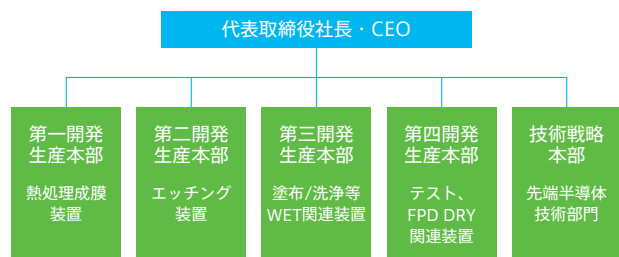 代表取締役社長・CEO
第一開発
生産本部
熱処理成膜
装置
第二開発
生産本部
エッチング
装置
第三開発
生産本部
塗布/洗浄等
WET関連装置
第四開発
生産本部
テスト、
FPD DRY
関連装置
技術戦略
本部
先端半導体
技術部門